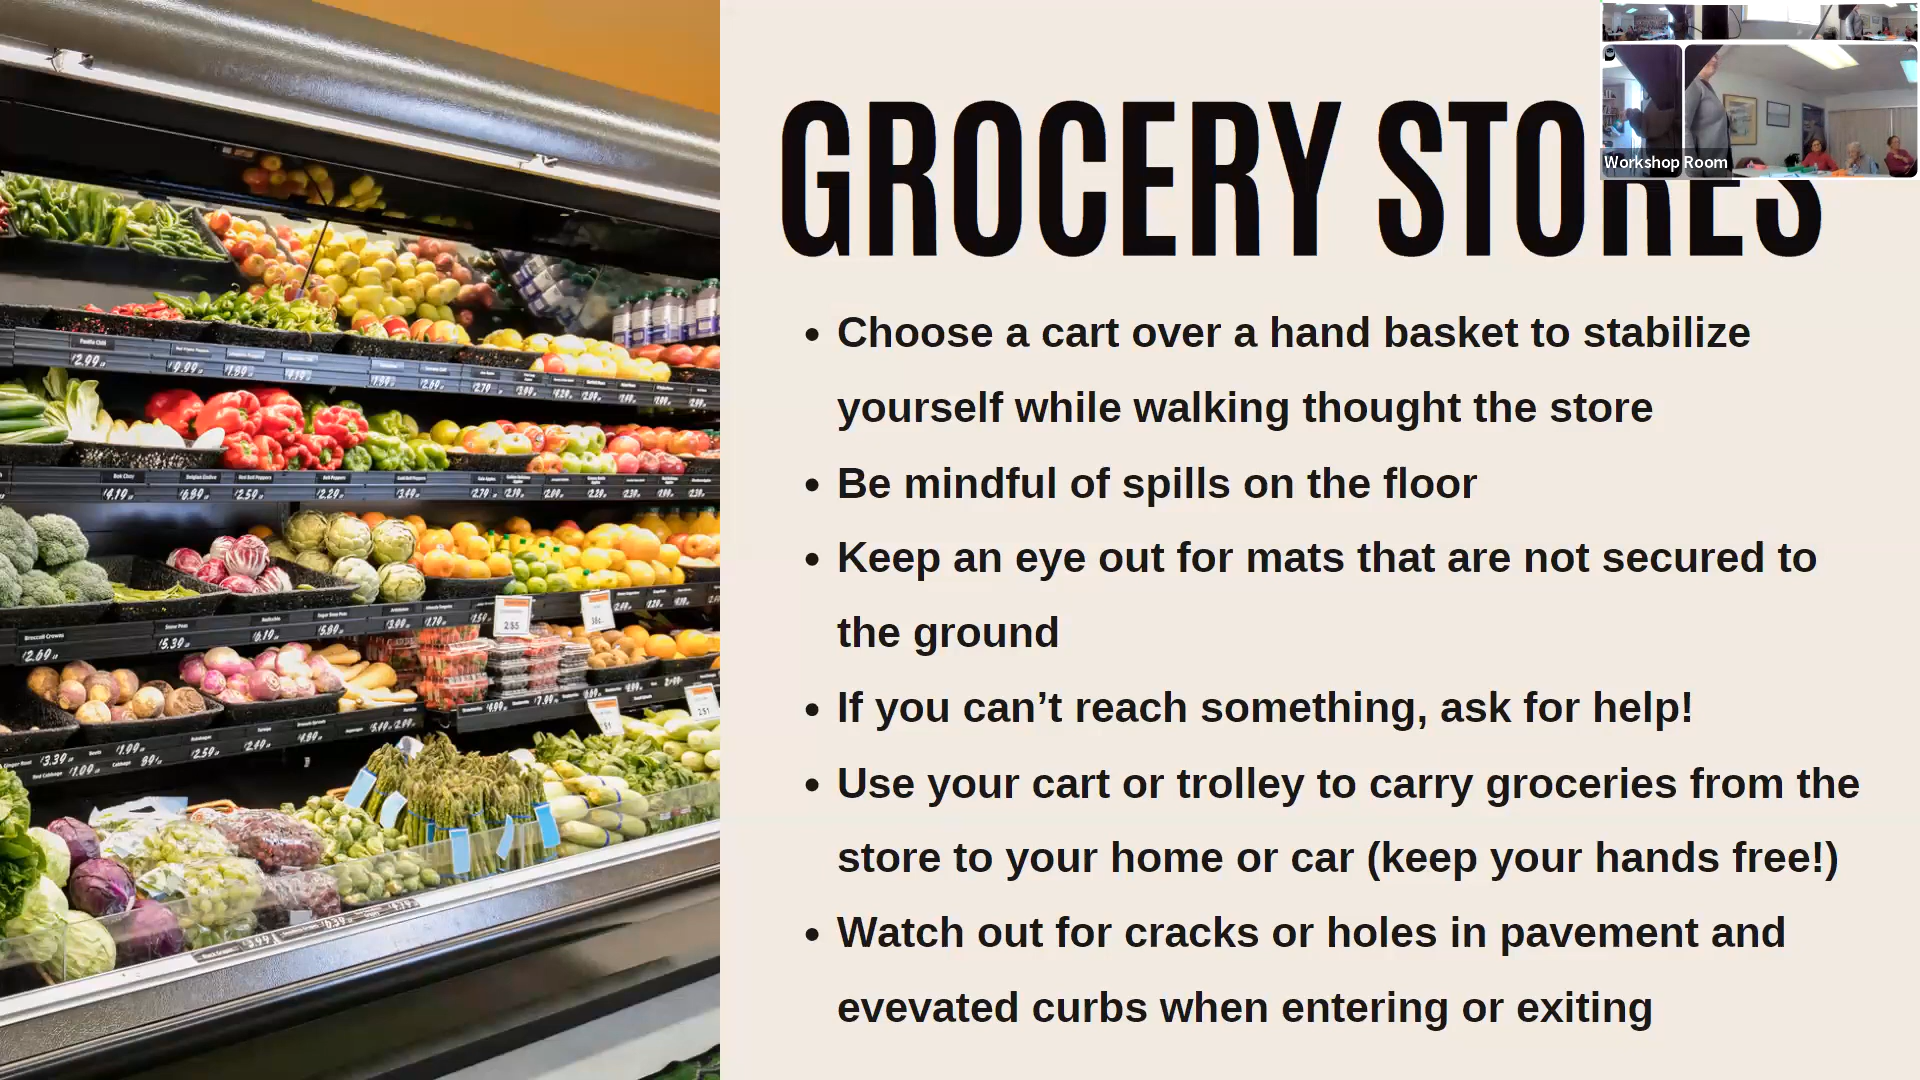 GROCERY STORES
Workshop Room
• Choose a cart over a hand basket to stabilize
yourself while walking thought the store
• Be mindful of spills on the floor
• Keep an eye out for mats that are not secured to
the ground
• If you can’t reach something, ask for help!
• Use your cart or trolley to carry groceries from the
store to your home or car (keep your hands free!)
• Watch out for cracks or holes in pavement and
evevated curbs when entering or exiting